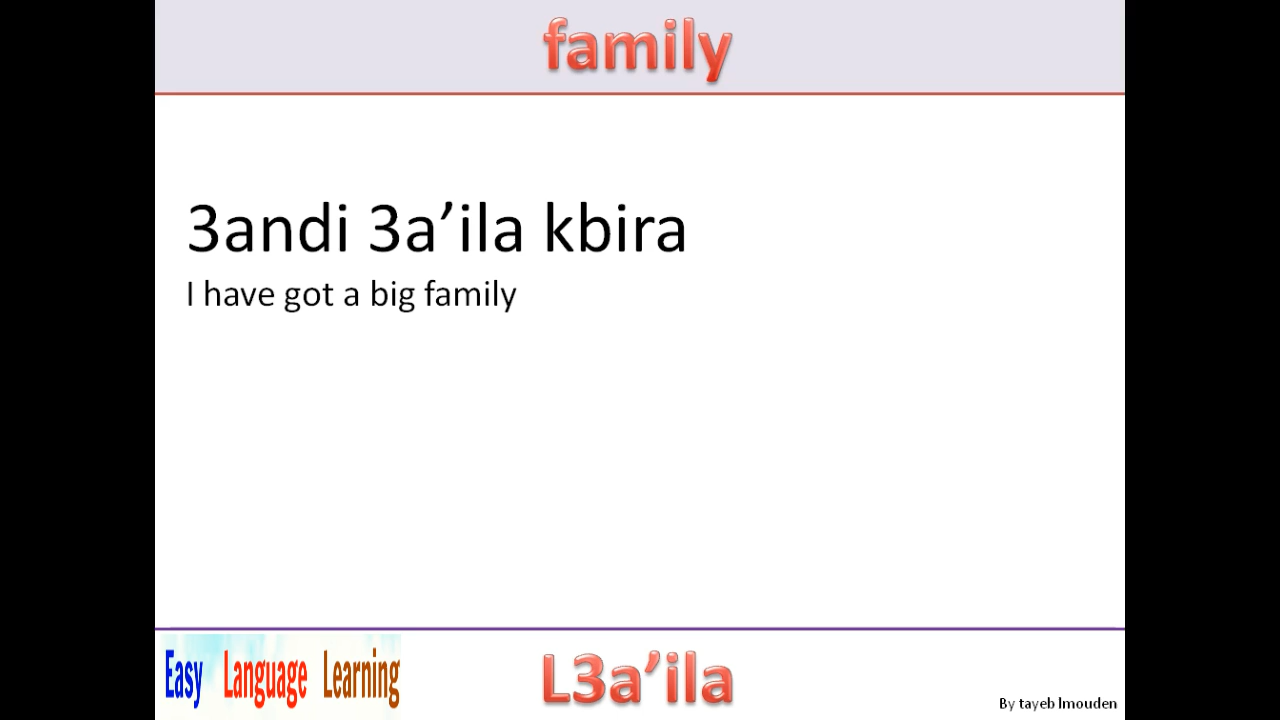 family
3andi 3a’ila kbira
I have got a big family
Easy Language Learning
L3a’ila
By tayeb lmouden